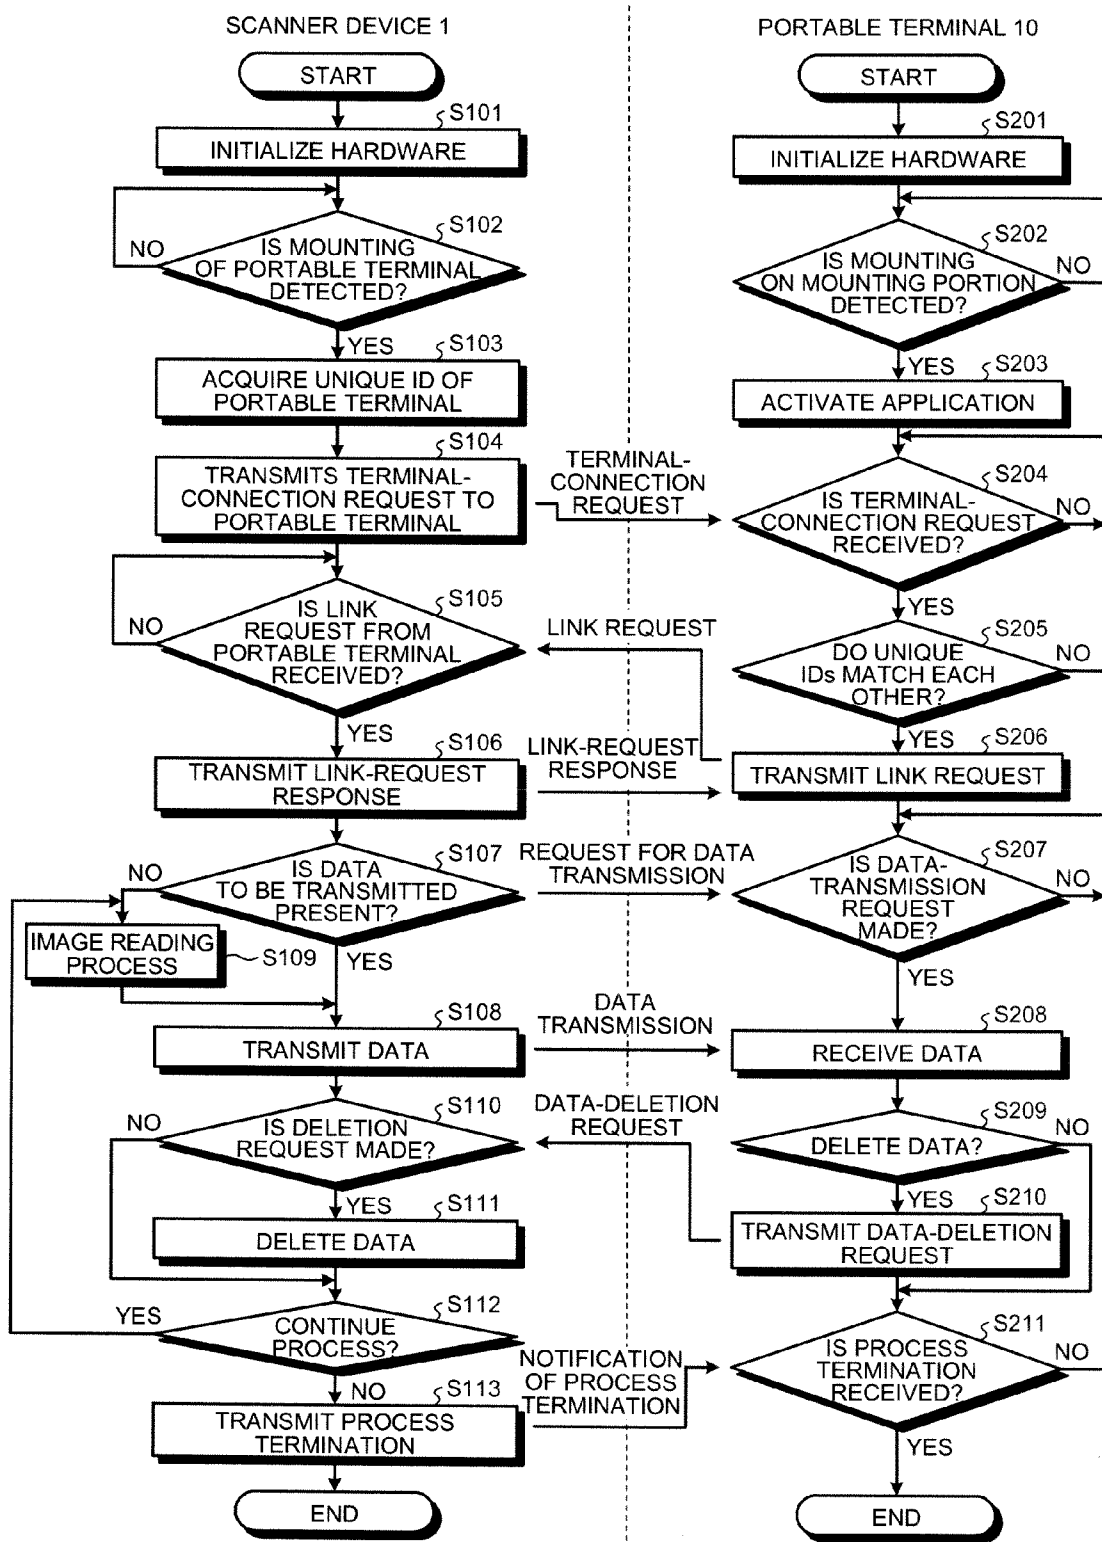 SCANNER DEVICE 1
START
S101
INITIALIZE HARDWARE
S102
NO
IS MOUNTING
OF PORTABLE TERMINAL
DETECTED?
YES
S103
ACQUIRE UNIQUE ID OF
PORTABLE TERMINAL
S104
TRANSMITS TERMINAL-
CONNECTION REQUEST TO
PORTABLE TERMINAL
TERMINAL-
CONNECTION
REQUEST
S105
NO
IS LINK
REQUEST FROM
PORTABLE TERMINAL
RECEIVED?
LINK REQUEST
YES
S106
TRANSMIT LINK-REQUEST
RESPONSE
LINK-REQUEST
RESPONSE
S107
NO
IS DATA
TO BE TRANSMITTED
PRESENT?
REQUEST FOR DATA
TRANSMISSION
IMAGE READING
PROCESS
S109
YES
S108
TRANSMIT DATA
DATA
TRANSMISSION
S110
NO
IS DELETION
REQUEST MADE?
DATA-DELETION
REQUEST
YES
S111
DELETE DATA
S112
YES
CONTINUE
PROCESS?
NO
S113
TRANSMIT PROCESS
TERMINATION
NOTIFICATION
OF PROCESS
TERMINATION
END
PORTABLE TERMINAL 10
START
S201
INITIALIZE HARDWARE
S202
IS MOUNTING
ON MOUNTING PORTION
DETECTED?
NO
YES
S203
ACTIVATE APPLICATION
S204
IS TERMINAL-
CONNECTION REQUEST
RECEIVED?
NO
YES
S205
DO UNIQUE
IDs MATCH EACH
OTHER?
NO
YES
S206
TRANSMIT LINK REQUEST
S207
IS DATA-
TRANSMISSION
REQUEST
MADE?
NO
YES
S208
RECEIVE DATA
S209
DELETE DATA?
NO
YES
S210
TRANSMIT DATA-DELETION
REQUEST
S211
IS PROCESS
TERMINATION
RECEIVED?
NO
YES
END